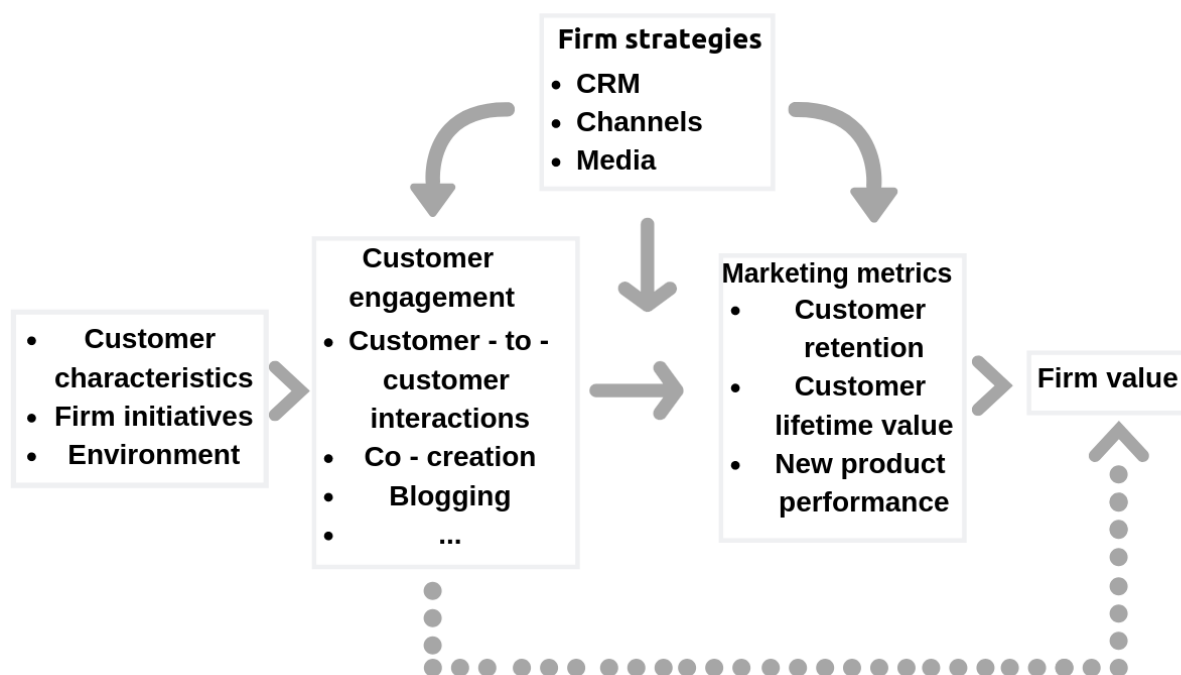 Firm strategies
• CRM
• Channels
• Media
• Customer
characteristics
• Firm initiatives
• Environment
Customer
engagement
• Customer - to -
customer
interactions
• Co - creation
• Blogging
• ...
Marketing metrics
• Customer
retention
• Customer
lifetime value
• New product
performance
Firm value